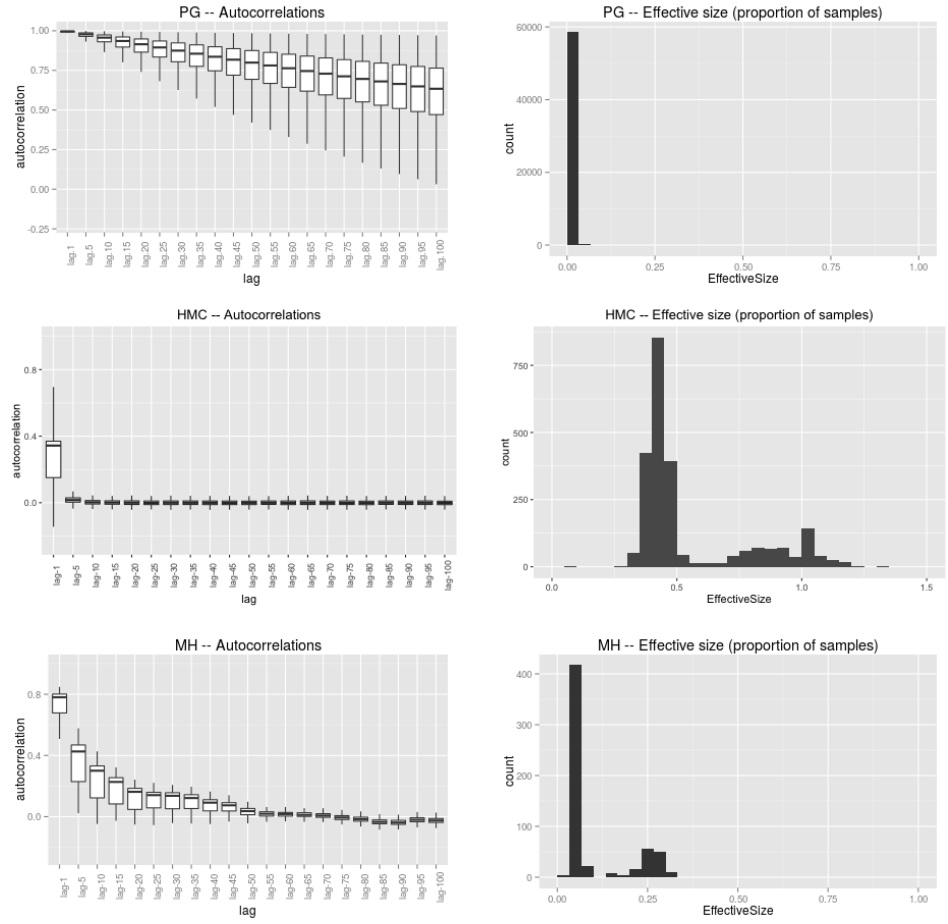 PG -- Autocorrelations
1.00
0.75
0.50
0.25
0.00
-0.25
autocorrelation
lag.1
lag.5
lag.10
lag.15
lag.20
lag.25
lag.30
lag.35
lag.40
lag.45
lag.50
lag.55
lag.60
lag.65
lag.70
lag.75
lag.80
lag.85
lag.90
lag.95
lag.100
lag
PG -- Effective size (proportion of samples)
60000
40000
20000
0
count
0.00 0.25 0.50 0.75 1.00
EffectiveSize
HMC -- Autocorrelations
0.8
0.4
0.0
autocorrelation
lag-1
lag-5
lag-10
lag-15
lag-20
lag-25
lag-30
lag-35
lag-40
lag-45
lag-50
lag-55
lag-60
lag-65
lag-70
lag-75
lag-80
lag-85
lag-90
lag-95
lag-100
lag
HMC -- Effective size (proportion of samples)
750
500
250
0
count
0.0 0.5 1.0 1.5
EffectiveSize
MH -- Autocorrelations
0.8
0.4
0.0
autocorrelation
lag-1
lag-5
lag-10
lag-15
lag-20
lag-25
lag-30
lag-35
lag-40
lag-45
lag-50
lag-55
lag-60
lag-65
lag-70
lag-75
lag-80
lag-85
lag-90
lag-95
lag-100
lag
MH -- Effective size (proportion of samples)
400
300
200
100
0
count
0.00 0.25 0.50 0.75 1.00
EffectiveSize